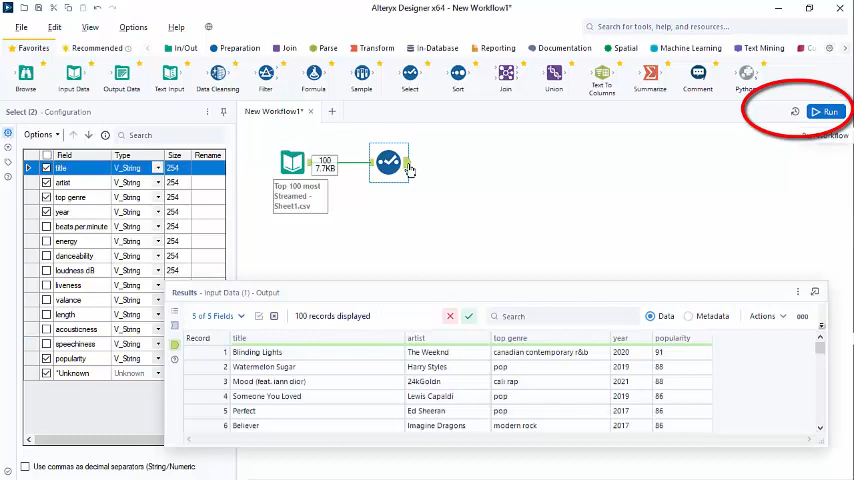 Alteryx Designer x64 - New Workflow1*
File Edit View Options Help
Search for tools, help, and resources...
Favorites Recommended In/Out Preparation Join Parse Transform In-Database Reporting Documentation Spatial Machine Learning Text Mining
Browse Input Data Output Data Text Input Data Cleansing Filter Formula Sample Select Sort Join Union Text To Columns Summarize Comment Python
Select (2) - Configuration
New Workflow1*
Run
Options
Search
Field Type Size Rename
title V_String 254
artist V_String 254
top genre V_String 254
year V_String 254
beats.per.minute V_String 254
energy V_String 254
danceability V_String 254
loudness dB V_String 254
liveness V_String
valance V_String
length V_String
acousticness V_String
speechiness V_String
popularity V_String
*Unknown Unknown
Use commas as decimal separators (String/Numeric
100
7.7KB
Top 100 most
Streamed -
Sheet1.csv
Results - Input Data (1) - Output
5 of 5 Fields 100 records displayed Search Data Metadata Actions 000
Record title artist top genre year popularity
1 Blinding Lights The Weeknd canadian contemporary r&b 2020 91
2 Watermelon Sugar Harry Styles pop 2019 88
3 Mood (feat. iann dior) 24kGoldn cali rap 2021 88
4 Someone You Loved Lewis Capaldi pop 2019 86
5 Perfect Ed Sheeran pop 2017 86
6 Believer Imagine Dragons modern rock 2017 86